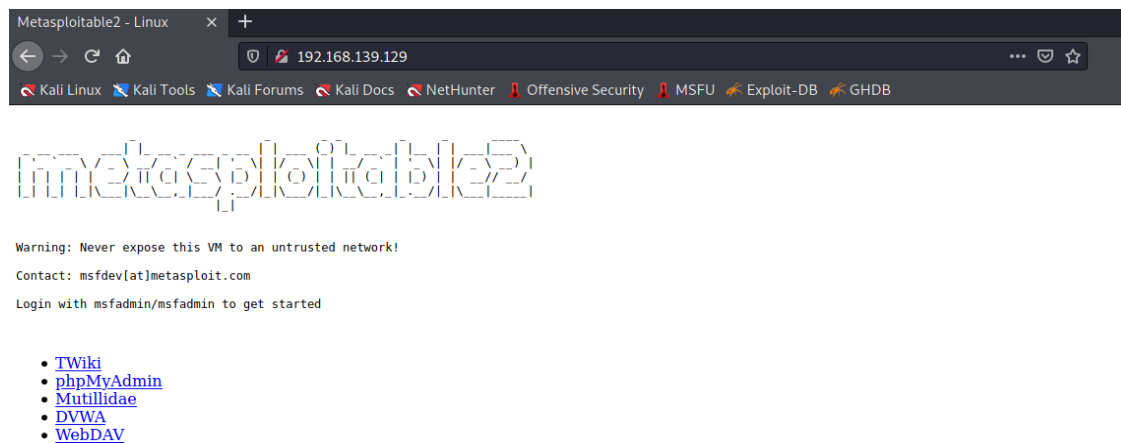 Metasploitable2 - Linux
192.168.139.129
Kali Linux Kali Tools Kali Forums Kali Docs NetHunter Offensive Security MSFU Exploit-DB GHDB
metasploitable2
Warning: Never expose this VM to an untrusted network!
Contact: msfdev[at]metasploit.com
Login with msfadmin/msfadmin to get started
TWiki
phpMyAdmin
Mutillidae
DVWA
WebDAV